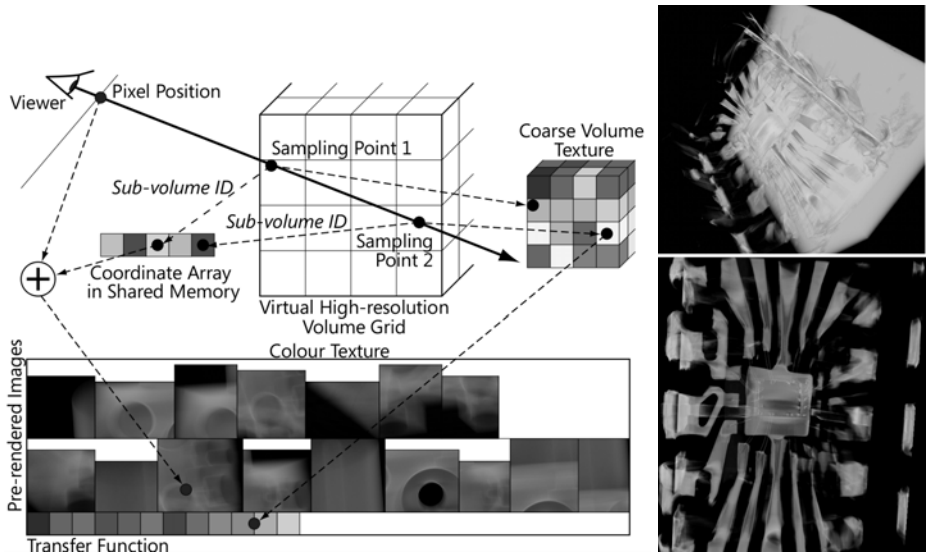 Viewer
Pixel Position
Sampling Point 1
Coarse Volume
Texture
Sub-volume ID
Sub-volume ID
Sampling
Point 2
Coordinate Array
in Shared Memory
Virtual High-resolution
Volume Grid
Colour Texture
Pre-rendered Images
Transfer Function